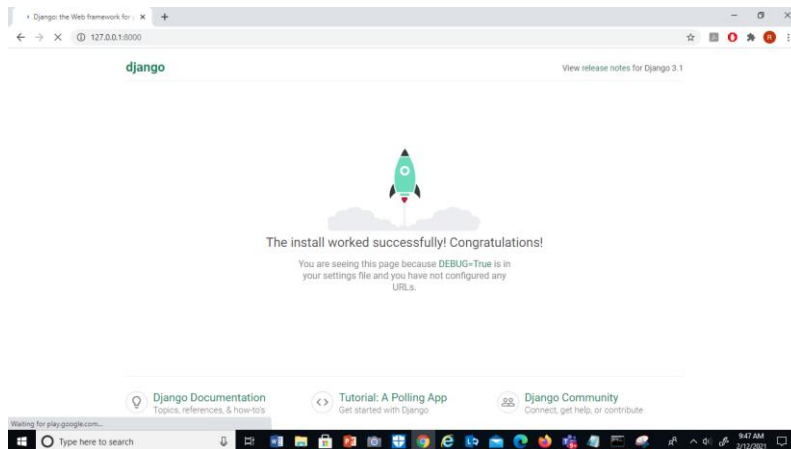 Django: the Web framework for
127.0.0.1:8000
R
django
View release notes for Django 3.1
The install worked successfully! Congratulations!
You are seeing this page because DEBUG=True is in
your settings file and you have not configured any
URLs.
Django Documentation
Topics, references, & how-to's
Tutorial: A Polling App
Get started with Django
Django Community
Connect, get help, or contribute
Waiting for play.google.com...
Type here to search
9:47 AM
2/12/2021